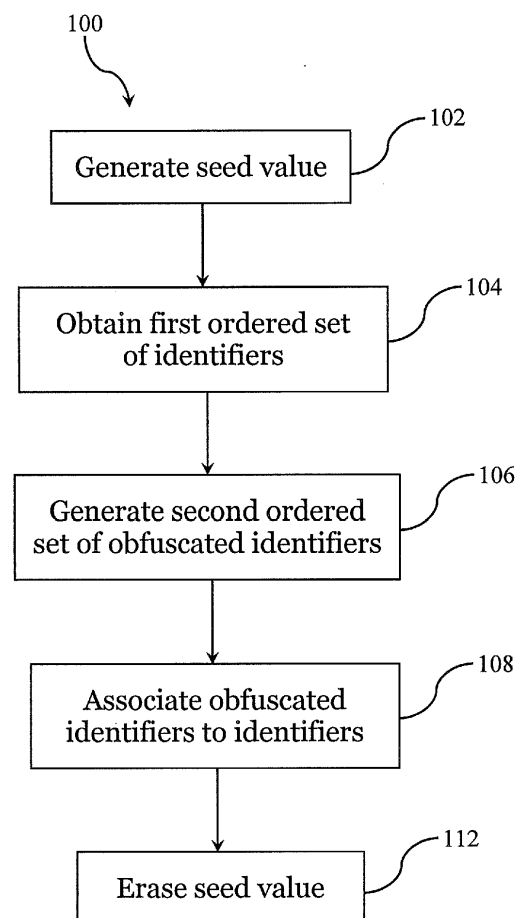 100
102
Generate seed value
104
Obtain first ordered set
of identifiers
106
Generate second ordered
set of obfuscated identifiers
108
Associate obfuscated
identifiers to identifiers
112
Erase seed value